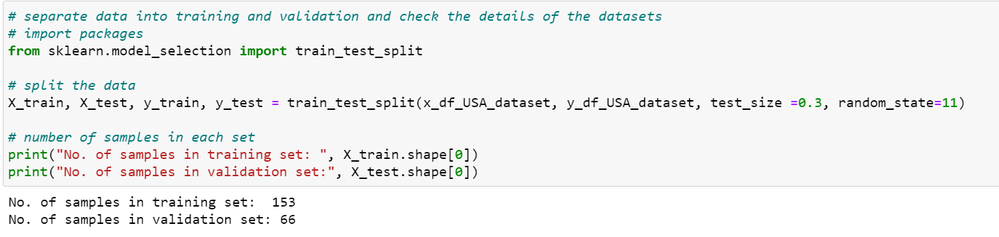 # separate data into training and validation and check the details of the datasets
# import packages
from sklearn.model_selection import train_test_split
# split the data
X_train, X_test, y_train, y_test = train_test_split(x_df_USA_dataset, y_df_USA_dataset, test_size =0.3, random_state=11)
# number of samples in each set
print("No. of samples in training set: ", X_train.shape[0])
print("No. of samples in validation set:", X_test.shape[0])
No. of samples in training set:  153
No. of samples in validation set: 66